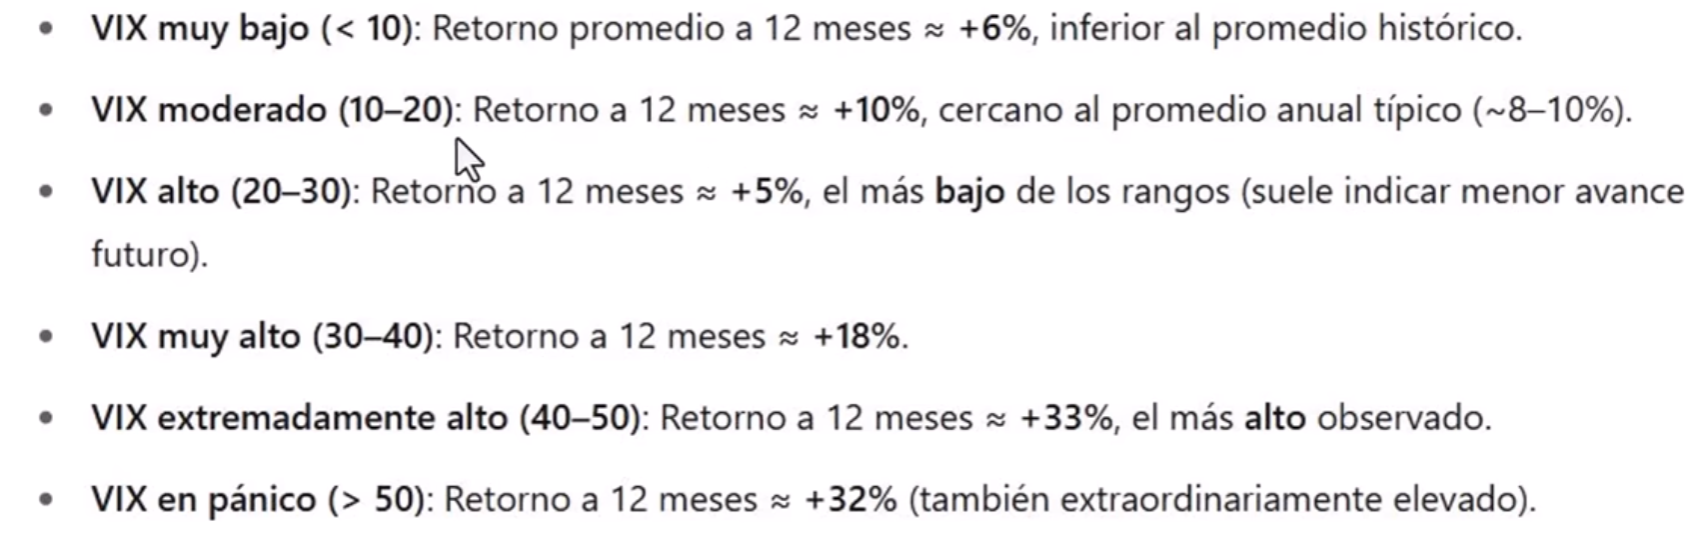 • VIX muy bajo (< 10): Retorno promedio a 12 meses ≈ +6%, inferior al promedio histórico.
• VIX moderado (10–20): Retorno a 12 meses ≈ +10%, cercano al promedio anual típico (~8–10%).
• VIX alto (20–30): Retorno a 12 meses ≈ +5%, el más bajo de los rangos (suele indicar menor avance
futuro).
• VIX muy alto (30–40): Retorno a 12 meses ≈ +18%.
• VIX extremadamente alto (40–50): Retorno a 12 meses ≈ +33%, el más alto observado.
• VIX en pánico (> 50): Retorno a 12 meses ≈ +32% (también extraordinariamente elevado).